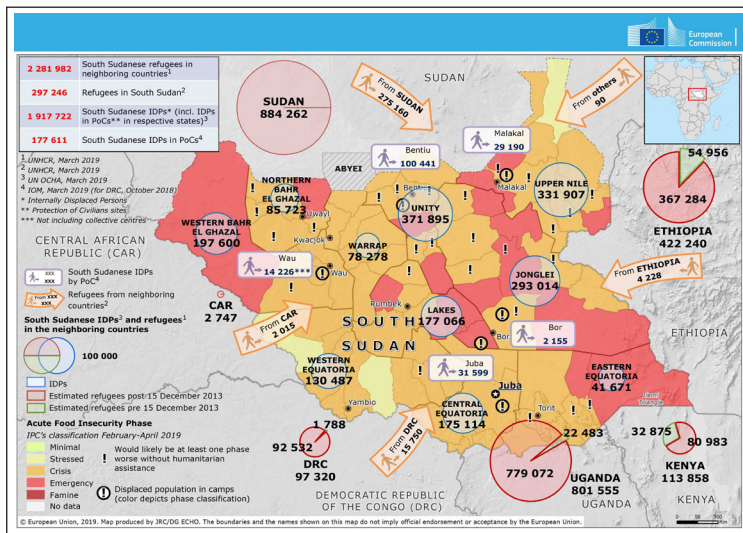 European
Commission
2 281 982 South Sudanese refugees in
neighboring countries1
297 246 Refugees in South Sudan2
1 917 722 South Sudanese IDPs* (incl. IDPs
in PoCs** in respective states)3
177 611 South Sudanese IDPs in PoCs4
1 UNHCR, March 2019
2 UNHCR, March 2019
3 UN OCHA, March 2019
4 IOM, March 2019 (for DRC, October 2018)
* Internally Displaced
Persons
** Protection of Civilians sites
*** Not including collective centres
CENTRAL AFRICAN
REPUBLIC (CAR)
xxx
xxx
South Sudanese IDPs
by PoC4
From xxx
xxx
Refugees from neighboring
countries2
South Sudanese IDPs3 and refugees1
in the neighboring countries
100 000
IDPs
Estimated refugees post 15 December 2013
Estimated refugees pre 15 December 2013
Acute Food Insecurity Phase
IPC's classification February-April 2019
Minimal
Stressed
Crisis
Emergency
Famine
No data
! Would likely be at least one phase
worse without humanitarian
assistance
! Displaced population in camps
(color depicts phase classification)
SUDAN
SUDAN
884 262
From SUDAN
275 160
From others
90
Malakal
29 190
Malakal
Bentiu
100 441
ABYEI
NORTHERN
BAHR
EL GHAZAL
85 723
Uwayl
WESTERN BAHR
EL GHAZAL
197 600
Kwacjok
WARRAP
78 278
UNITY
371 895
UPPER NILE
331 907
54 956
367 284
ETHIOPIA
422 240
Wau
14 226***
Wau
CAR
2 747
From CAR
2 015
Rumbek
SOUTH
SUDAN
LAKES
177 066
JONGLEI
293 014
From ETHIOPIA
4 228
ETHIOPIA
Bor
Bor
2 155
Juba
31 599
WESTERN
EQUATORIA
130 487
Yambio
CENTRAL
EQUATORIA
175 114
Juba
Torit
EASTERN
EQUATORIA
41 671
Ilemi
Triangle
1 788
92 532
DRC
97 320
From DRC
15 750
22 483
779 072
UGANDA
801 555
UGANDA
32 875
80 983
KENYA
113 858
KENYA
DEMOCRATIC REPUBLIC
OF THE CONGO (DRC)
© European Union, 2019. Map produced by JRC/DG ECHO. The boundaries and the names shown on this map do not imply official endorsement or acceptance by the European Union.